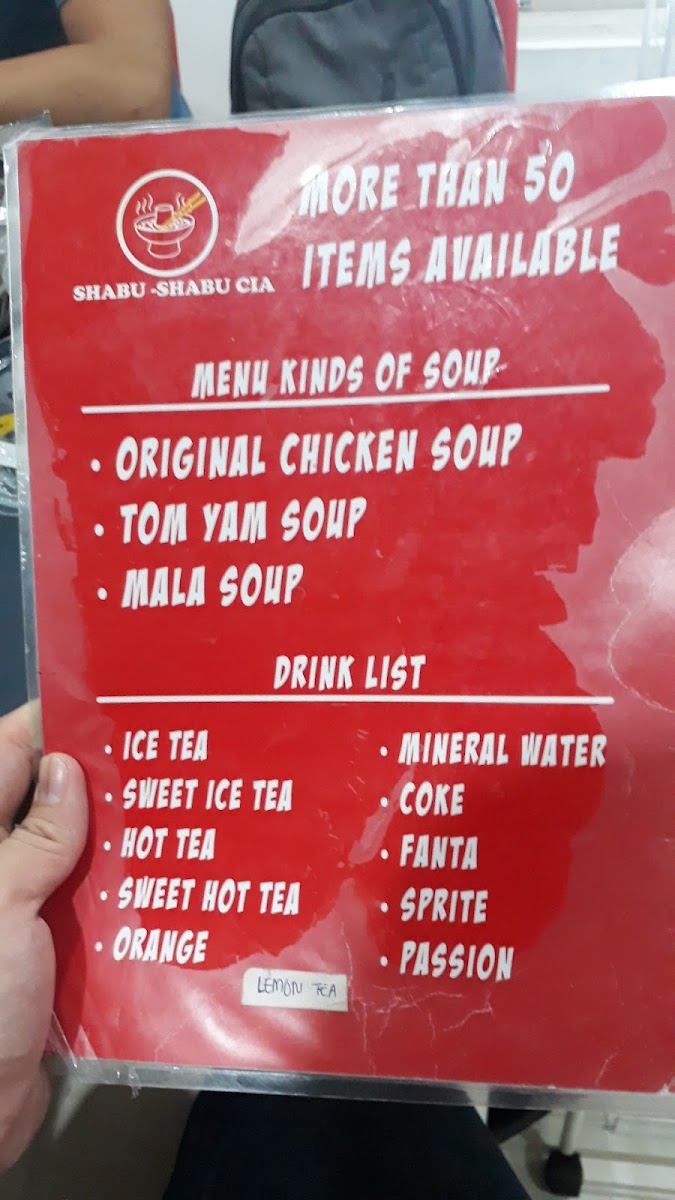 SHABU -SHABU CIA
MORE THAN 50
ITEMS AVAILABLE
MENU KINDS OF SOUP
• ORIGINAL CHICKEN SOUP
• TOM YAM SOUP
• MALA SOUP
DRINK LIST
• ICE TEA
• SWEET ICE TEA
• HOT TEA
• SWEET HOT TEA
• ORANGE
• MINERAL WATER
• COKE
• FANTA
• SPRITE
• PASSION
LEMON TEA